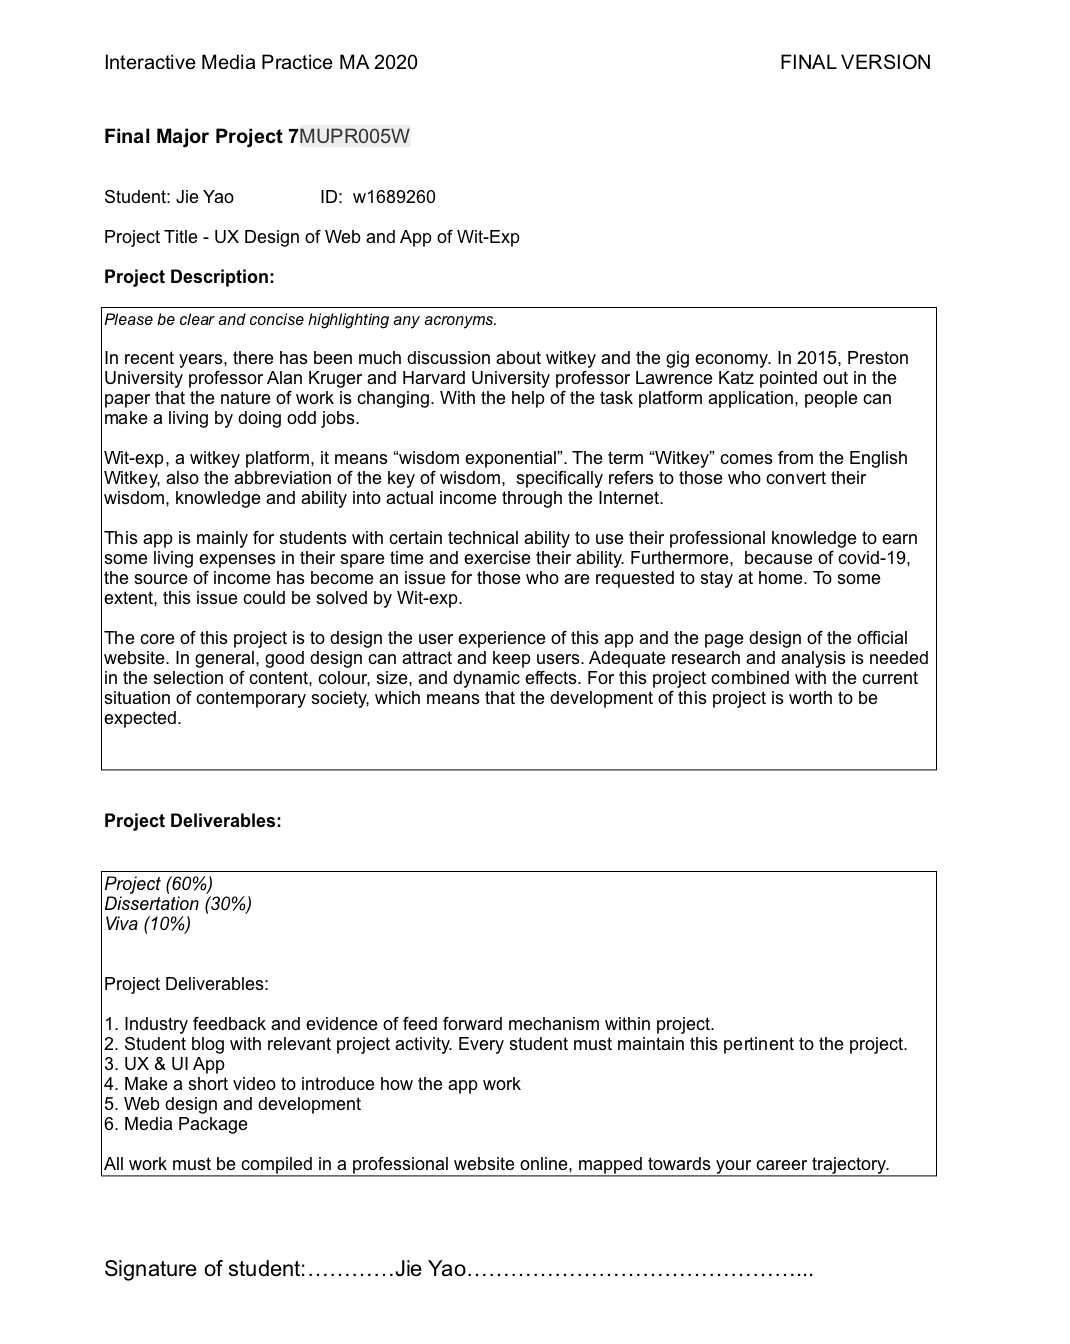 Interactive Media Practice MA 2020 FINAL VERSION
Final Major Project 7MUPR005W
Student: Jie Yao ID: w1689260
Project Title - UX Design of Web and App of Wit-Exp
Project Description:
Please be clear and concise highlighting any acronyms.
In recent years, there has been much discussion about witkey and the gig economy. In 2015, Preston
University professor Alan Kruger and Harvard University professor Lawrence Katz pointed out in the
paper that the nature of work is changing. With the help of the task platform application, people can
make a living by doing odd jobs.
Wit-exp, a witkey platform, it means “wisdom exponential”. The term “Witkey” comes from the English
Witkey, also the abbreviation of the key of wisdom, specifically refers to those who convert their
wisdom, knowledge and ability into actual income through the Internet.
This app is mainly for students with certain technical ability to use their professional knowledge to earn
some living expenses in their spare time and exercise their ability. Furthermore, because of covid-19,
the source of income has become an issue for those who are requested to stay at home. To some
extent, this issue could be solved by Wit-exp.
The core of this project is to design the user experience of this app and the page design of the official
website. In general, good design can attract and keep users. Adequate research and analysis is needed
in the selection of content, colour, size, and dynamic effects. For this project combined with the current
situation of contemporary society, which means that the development of this project is worth to be
expected.
Project Deliverables:
Project (60%)
Dissertation (30%)
Viva (10%)
Project Deliverables:
1. Industry feedback and evidence of feed forward mechanism within project.
2. Student blog with relevant project activity. Every student must maintain this pertinent to the project.
3. UX & UI App
4. Make a short video to introduce how the app work
5. Web design and development
6. Media Package
All work must be compiled in a professional website online, mapped towards your career trajectory.
Signature of student:…………Jie Yao………………………………………...